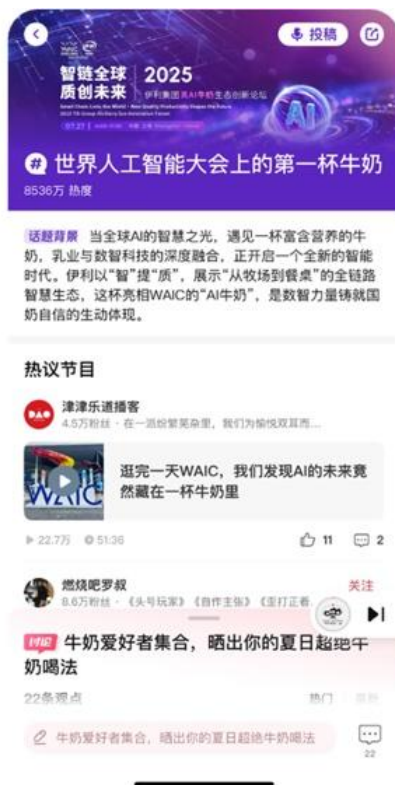 投稿
智链全球
质创未来
2025
伊利集团真AI牛奶生态创新论坛
07.27
AI
# 世界人工智能大会上的第一杯牛奶
8536万 热度
话题背景 当全球AI的智慧之光，遇见一杯富含营养的牛
奶，乳业与数智科技的深度融合，正开启一个全新的智能
时代。伊利以“智”提“质”，展示“从牧场到餐桌”的全链路
智慧生态，这杯亮相WAIC的“AI牛奶”，是数智力量铸就国
奶自信的生动体现。
热议节目
DAO
津津乐道播客
4.5万粉丝 · 在一派纷繁芜杂里，我们为愉悦双耳而...
WAIC
逛完一天WAIC，我们发现AI的未来竟
然藏在一杯牛奶里
22.7万 51:36
11
2
燃烧吧罗叔
关注
8.6万粉丝 · 《头号玩家》《自作主张》《歪打正着
讨论 牛奶爱好者集合，晒出你的夏日超绝牛
奶喝法
22条观点
热门
牛奶爱好者集合，晒出你的夏日超绝牛奶喝法
22